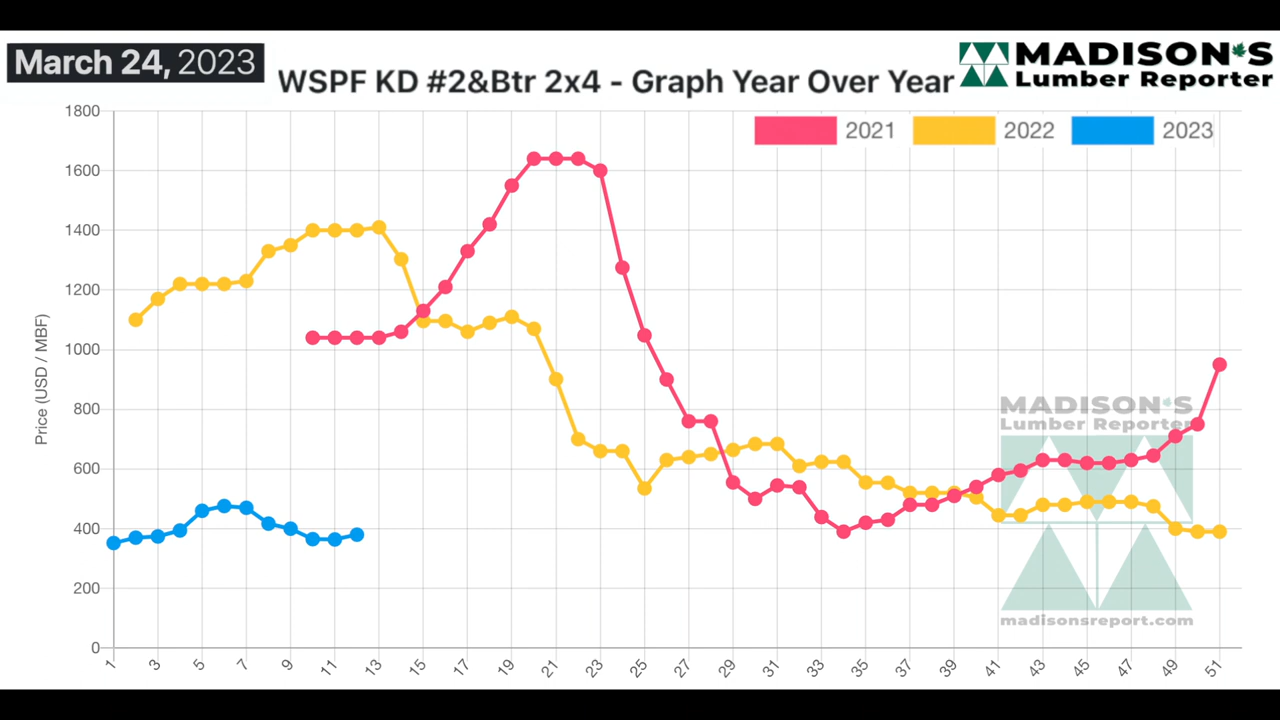 March 24, 2023
MADISON'S
Lumber Reporter
WSPF KD #2&Btr 2x4 - Graph Year Over Year
2021
2022
2023
1800
1600
1400
1200
1000
800
600
400
200
0
Price (USD / MBF)
MADISON'S
Lumber Reporter
madisonsreport.com
1 3 5 7 9 11 13 15 17 19 21 23 25 27 29 31 33 35 37 39 41 43 45 47 49 51